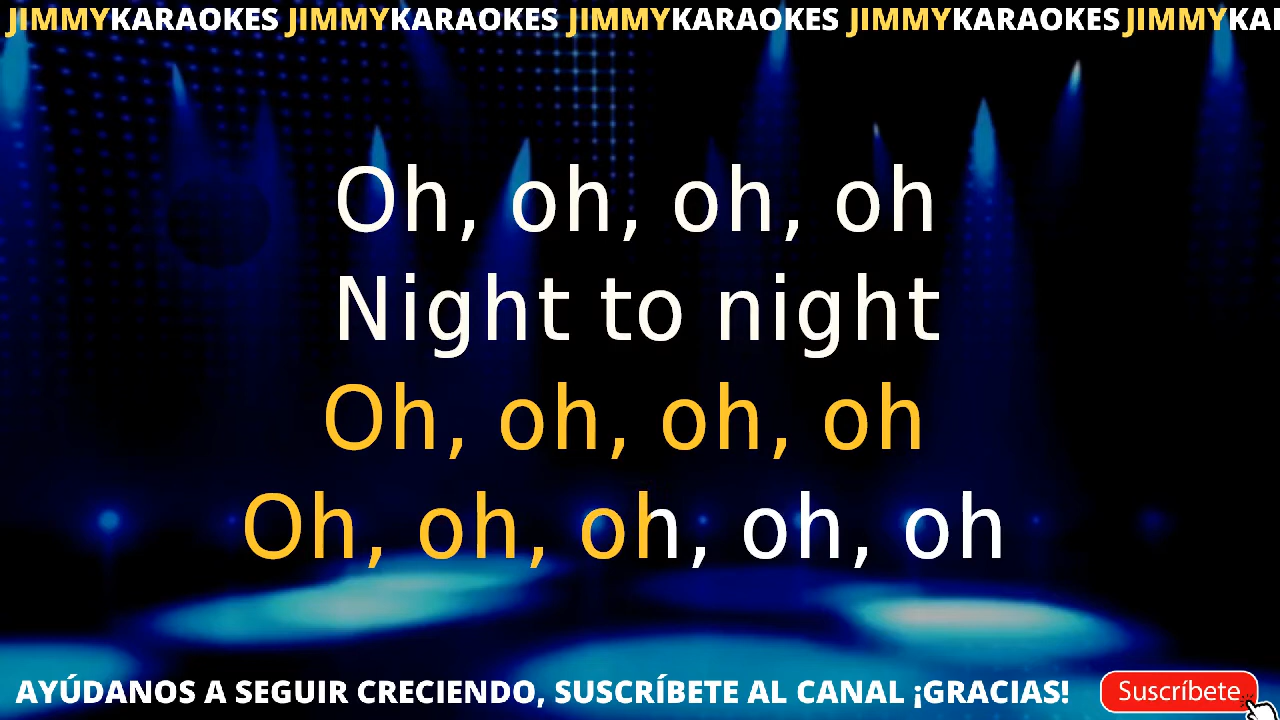 JIMMYKARAOKES JIMMYKARAOKES JIMMYKARAOKES JIMMYKARAOKES JIMMYKA
Oh, oh, oh, oh
Night to night
Oh, oh, oh, oh
Oh, oh, oh, oh, oh
AYÚDANOS A SEGUIR CRECIENDO, SUSCRÍBETE AL CANAL ¡GRACIAS! Suscríbete